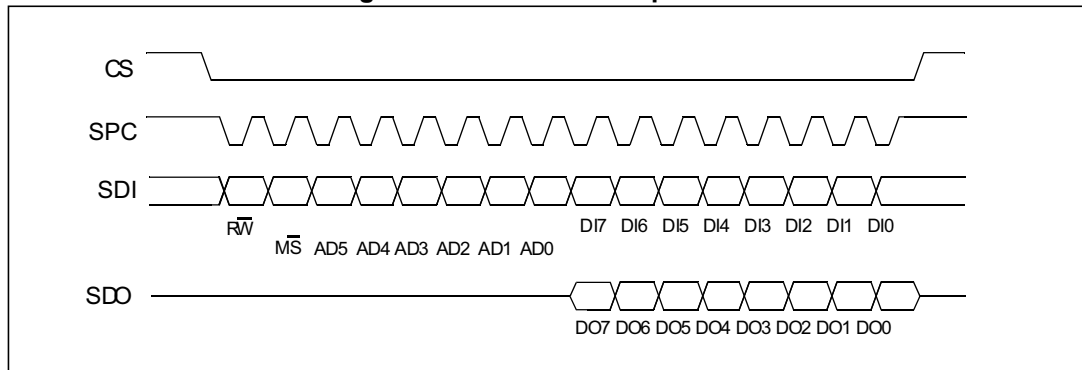 CS
SPC
SDI
RW̅ DI7 DI6 DI5 DI4 DI3 DI2 DI1 DI0
MS̅ AD5 AD4 AD3 AD2 AD1 AD0
SDO
DO7 DO6 DO5 DO4 DO3 DO2 DO1 DO0